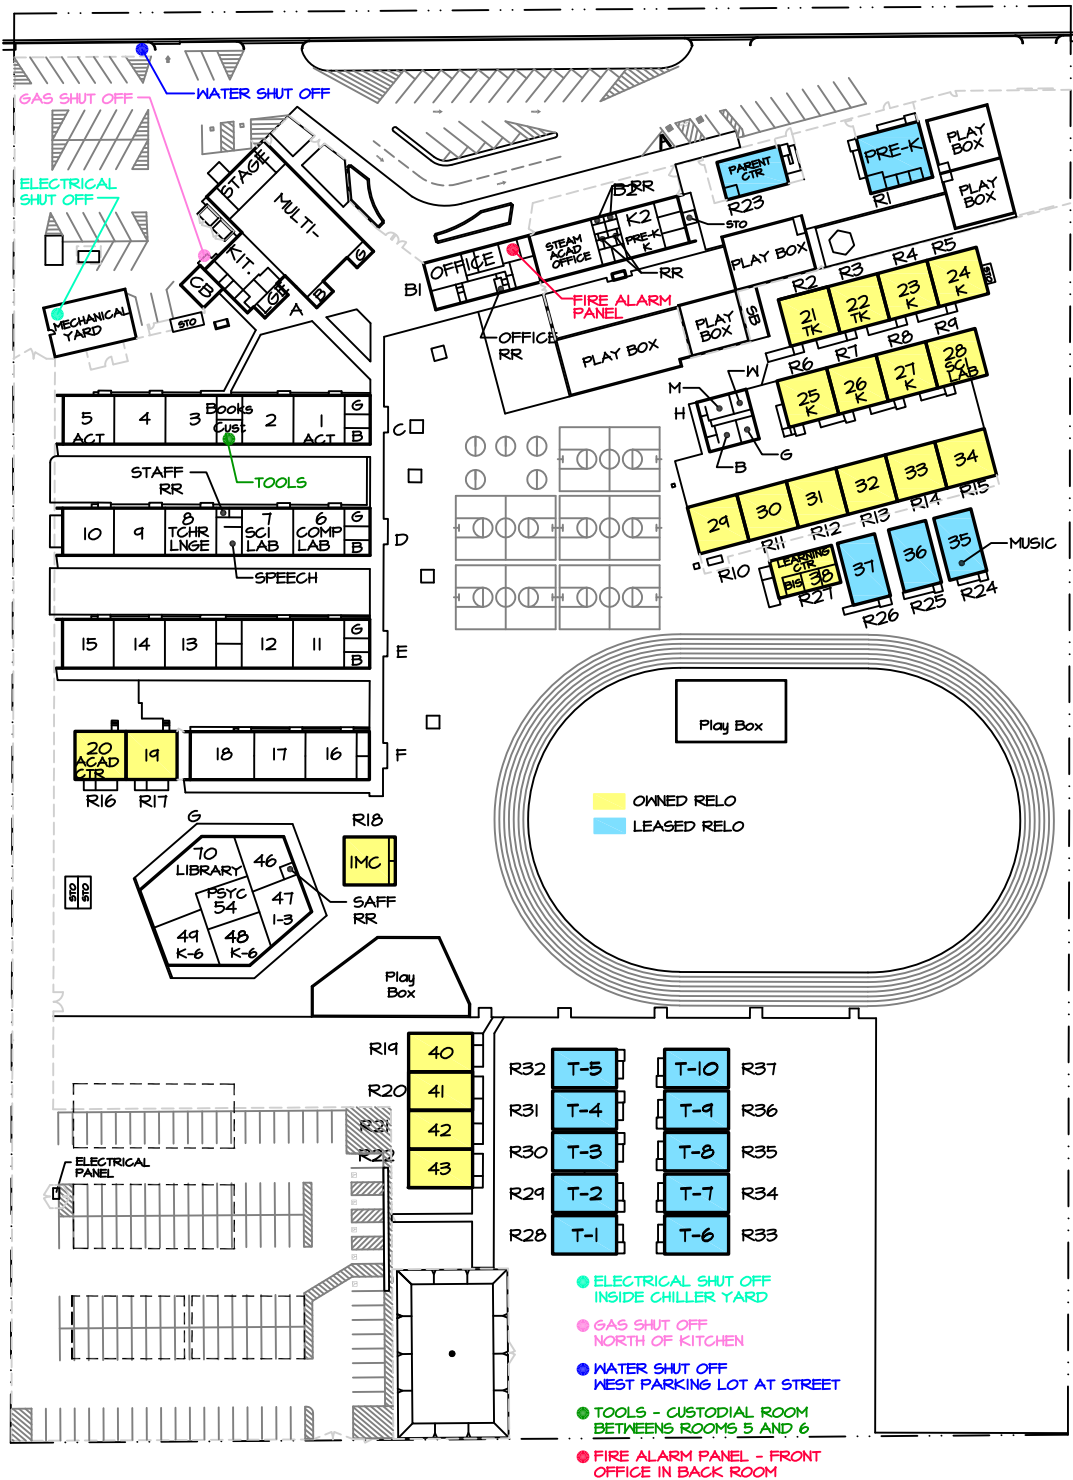 WATER SHUT OFF
GAS SHUT OFF
ELECTRICAL
SHUT OFF
STAGE
MULTI-
KIT.
CB
GE
G
B
A
STO
MECHANICAL
YARD
A
PARENT
CTR
R23
PRE-K
R1
PLAY
BOX
PLAY
BOX
B2
RR
K2
PRE-K
K
STO
STEAM
ACAD
OFFICE
RR
OFFICE
B1
FIRE ALARM
PANEL
OFFICE
RR
PLAY BOX
PLAY BOX
PLAY
BOX
SB
R2
R3
R4
R5
21
TK
22
TK
23
K
24
K
STO
R6
R7
R8
R9
25
K
26
K
27
K
28
SCI
LAB
M
W
H
B
G
5
ACT
4
3
Books
Cust
2
1
ACT
G
B
C
TOOLS
STAFF
RR
10
9
8
TCHR
LNGE
7
SCI
LAB
6
COMP
LAB
G
B
D
SPEECH
29
30
31
32
33
34
R10
R11
R12
R13
R14
R15
LEARNING
CTR
BIS
38
R27
37
R26
36
R25
35
R24
MUSIC
15
14
13
12
11
G
B
E
20
ACAD
CTR
19
18
17
16
F
R16
R17
Play Box
OWNED RELO
LEASED RELO
G
R18
IMC
70
LIBRARY
46
PSYC
54
47
1-3
49
K-6
48
K-6
SAFF
RR
STO
STO
Play
Box
R19
40
R20
41
42
43
R32
T-5
T-10
R37
R31
T-4
T-9
R36
R30
T-3
T-8
R35
R29
T-2
T-7
R34
R28
T-1
T-6
R33
ELECTRICAL
PANEL
ELECTRICAL SHUT OFF
INSIDE CHILLER YARD
GAS SHUT OFF
NORTH OF KITCHEN
WATER SHUT OFF
WEST PARKING LOT AT STREET
TOOLS - CUSTODIAL ROOM
BETWEENS ROOMS 5 AND 6
FIRE ALARM PANEL - FRONT
OFFICE IN BACK ROOM